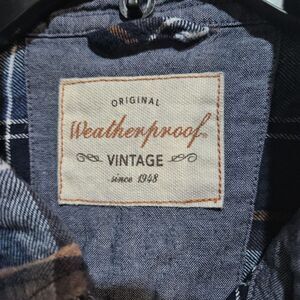 ORIGINAL
Weatherproof®
VINTAGE
since 1948